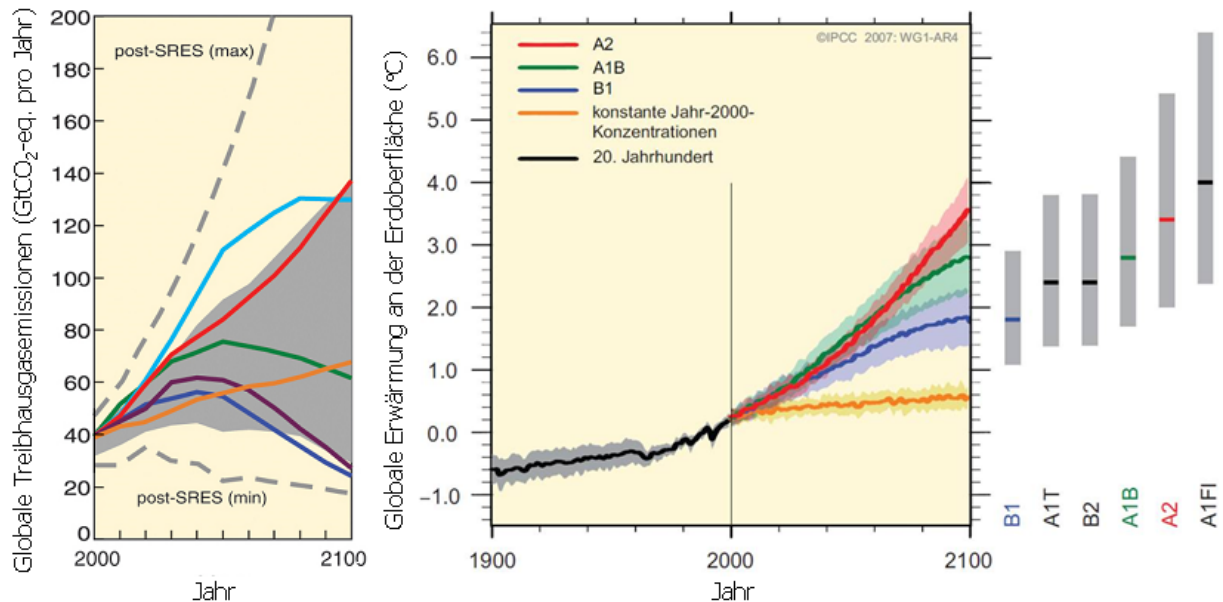 Globale Treibhausgasemissionen (GtCO2-eq. pro Jahr)
200
180
160
140
120
100
80
60
40
20
0
post-SRES (max)
post-SRES (min)
2000
2100
Jahr
Globale Erwärmung an der Erdoberfläche (°C)
6.0
5.0
4.0
3.0
2.0
1.0
0.0
−1.0
©IPCC 2007: WG1-AR4
A2
A1B
B1
konstante Jahr-2000-
Konzentrationen
20. Jahrhundert
1900
2000
2100
Jahr
B1
A1T
B2
A1B
A2
A1FI